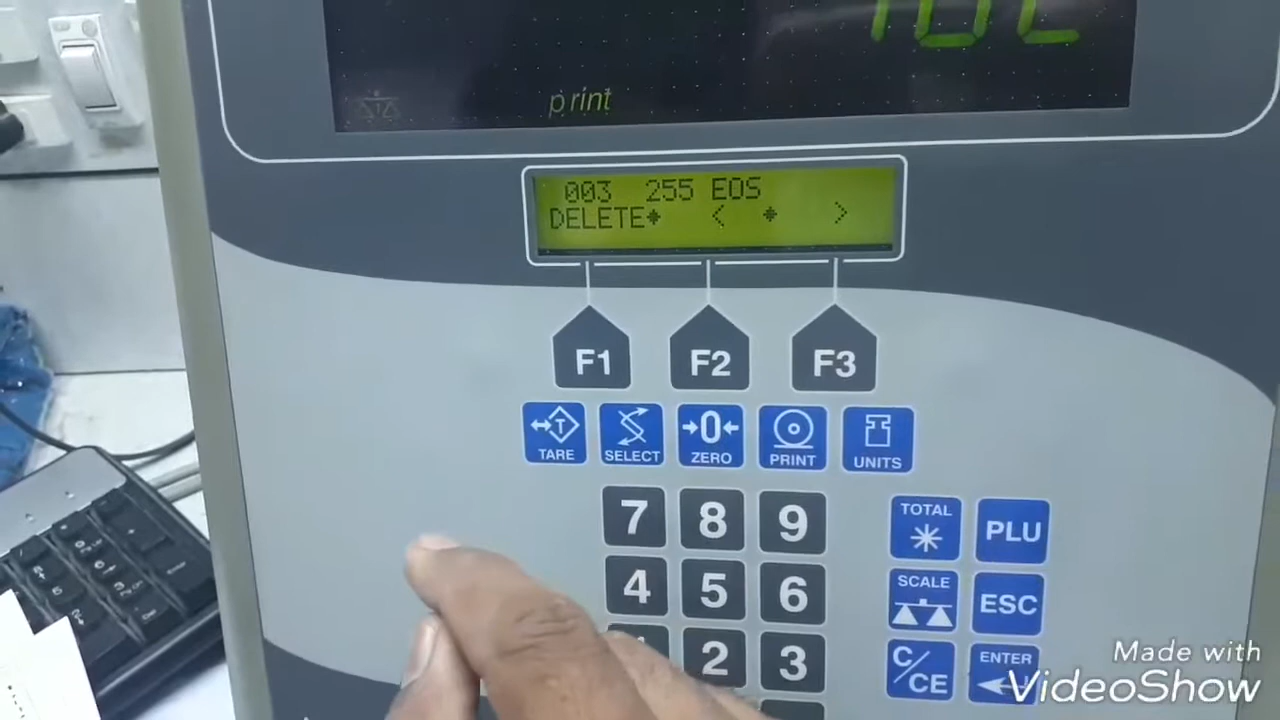 print
003 255 EOS
DELETE* < * >
F1 F2 F3
T
TARE SELECT →0← ZERO PRINT UNITS
7 8 9
TOTAL * PLU
4 5 6
SCALE ESC
2 3
C/CE ENTER
Made with
VideoShow